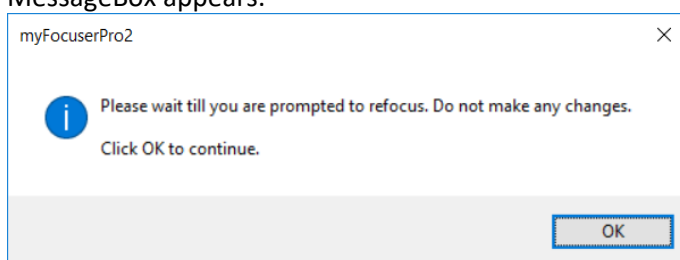 MessageBox appears:
myFocuserPro2
Please wait till you are prompted to refocus. Do not make any changes.
Click OK to continue.
OK